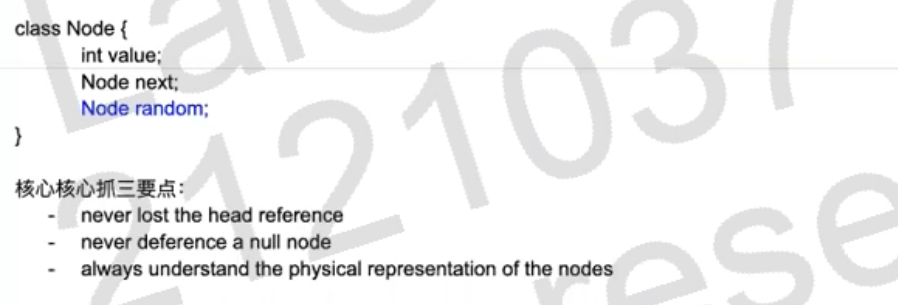 class Node {
int value;
Node next;
Node random;
}
核心核心抓三要点：
- never lost the head reference
- never deference a null node
- always understand the physical representation of the nodes
2121037
rese